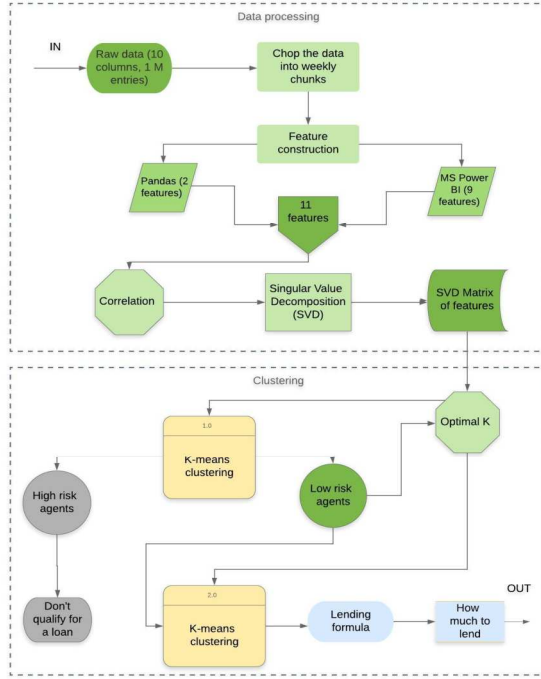 Data processing
IN
Raw data (10
columns, 1 M
entries)
Chop the data
into weekly
chunks
Feature
construction
Pandas (2
features)
11
features
MS Power
BI (9
features)
Correlation
Singular Value
Decomposition
(SVD)
SVD Matrix
of features
Clustering
Optimal K
1.0
K-means
clustering
High risk
agents
Low risk
agents
Don't
qualify for
a loan
2.0
K-means
clustering
Lending
formula
How
much to
lend
OUT